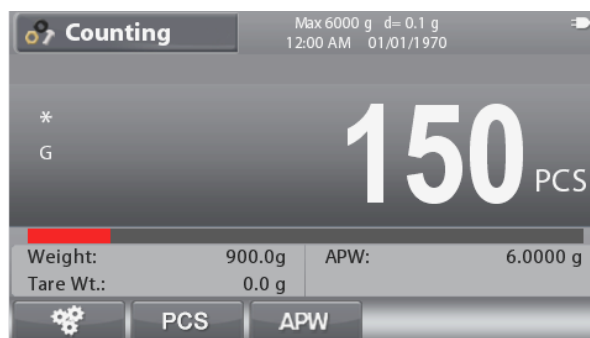 Counting
Max 6000 g d= 0.1 g
12:00 AM 01/01/1970
*
G
150 PCS
Weight: 900.0g APW: 6.0000 g
Tare Wt.: 0.0 g
PCS APW